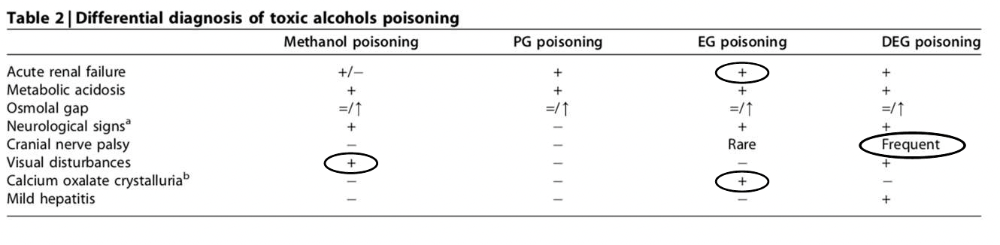 Table 2 | Differential diagnosis of toxic alcohols poisoning
Methanol poisoning PG poisoning EG poisoning DEG poisoning
Acute renal failure +/− + + +
Metabolic acidosis + + + +
Osmolal gap =/↑ =/↑ =/↑ =/↑
Neurological signsᵃ + − + +
Cranial nerve palsy − − Rare Frequent
Visual disturbances + − − +
Calcium oxalate crystalluriaᵇ − − + −
Mild hepatitis − − − +